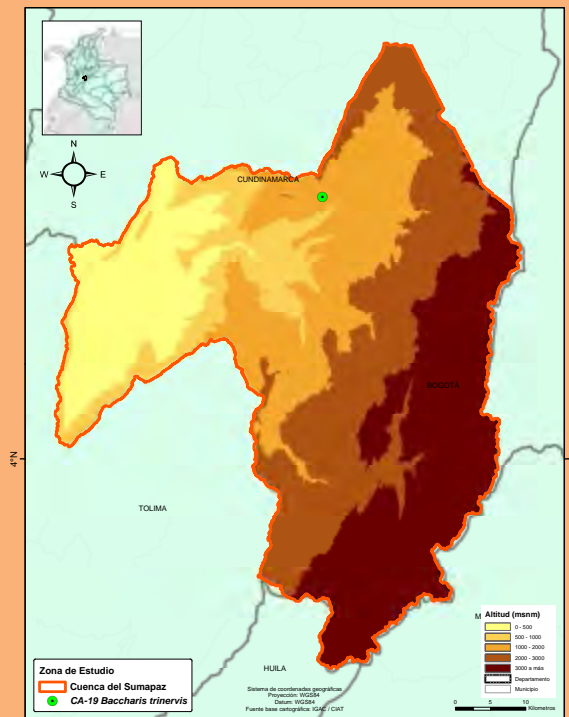 N
W E
S
CUNDINAMARCA
BOGOTÁ
4°N
TOLIMA
M
HUILA
Altitud (msnm)
0 - 500
500 - 1000
1000 - 2000
2000 - 3000
3000 a más
Departamento
Municipio
0 5 10
Kilometros
Zona de Estudio
Cuenca del Sumapaz
CA-19 Baccharis trinervis
Sistema de coordenadas geográficas
Proyección: WGS84
Datum: WGS84
Fuente base cartográfica: IGAC / CIAT